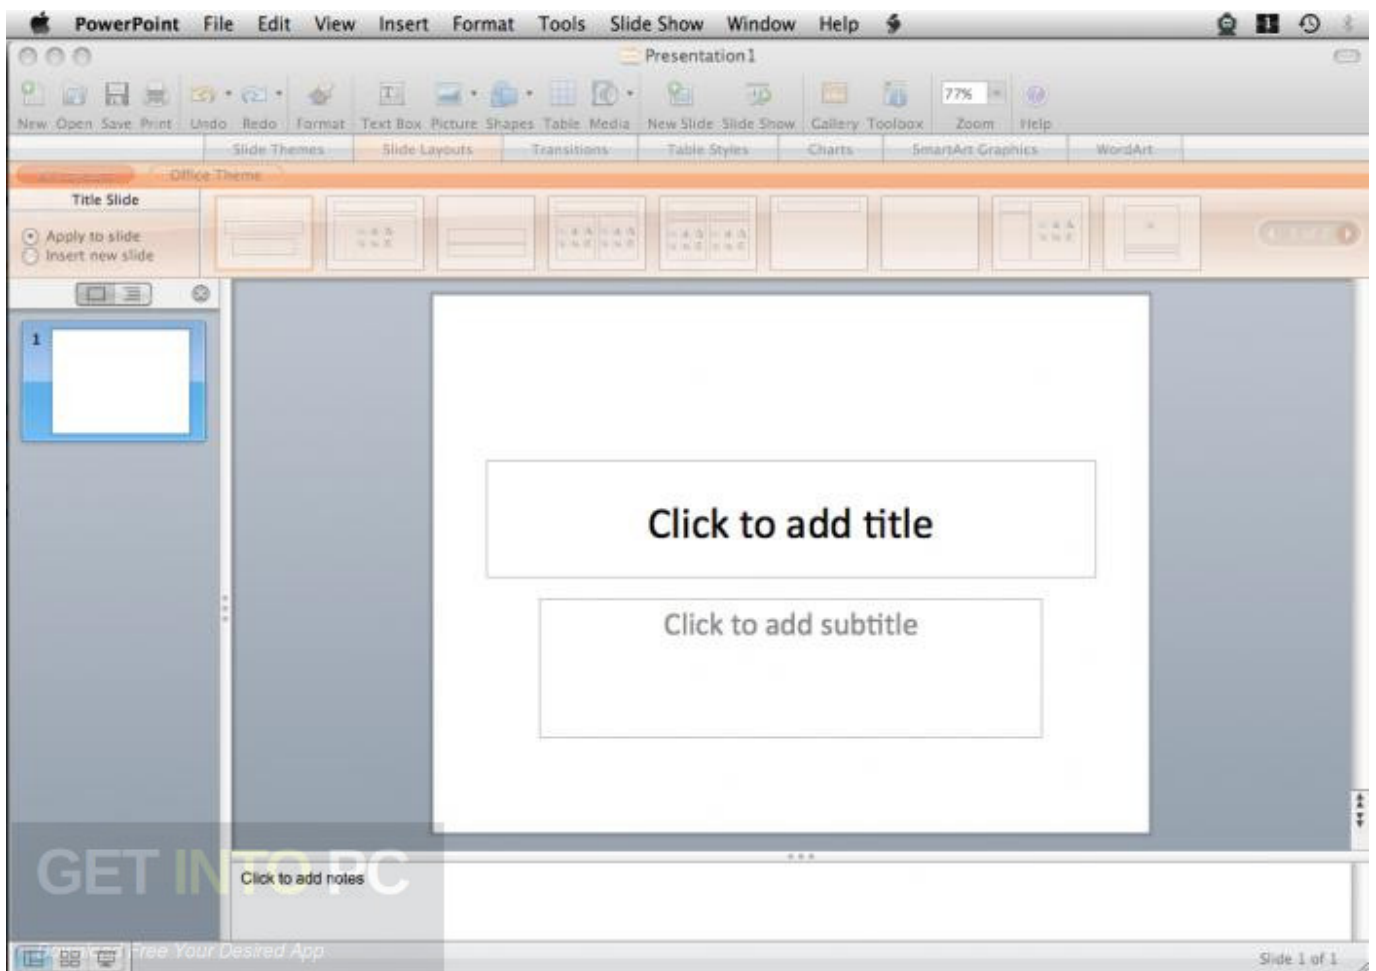 PowerPoint File Edit View Insert Format Tools Slide Show Window Help
Presentation1
77%
New Open Save Print Undo Redo Format Text Box Picture Shapes Table Media New Slide Slide Show Gallery Toolbox Zoom Help
Slide Themes Slide Layouts Transitions Table Styles Charts SmartArt Graphics WordArt
Office Theme
Title Slide
Apply to slide
Insert new slide
1
Click to add title
Click to add subtitle
GET INTO PC
Click to add notes
Download Free Your Desired App
Slide 1 of 1